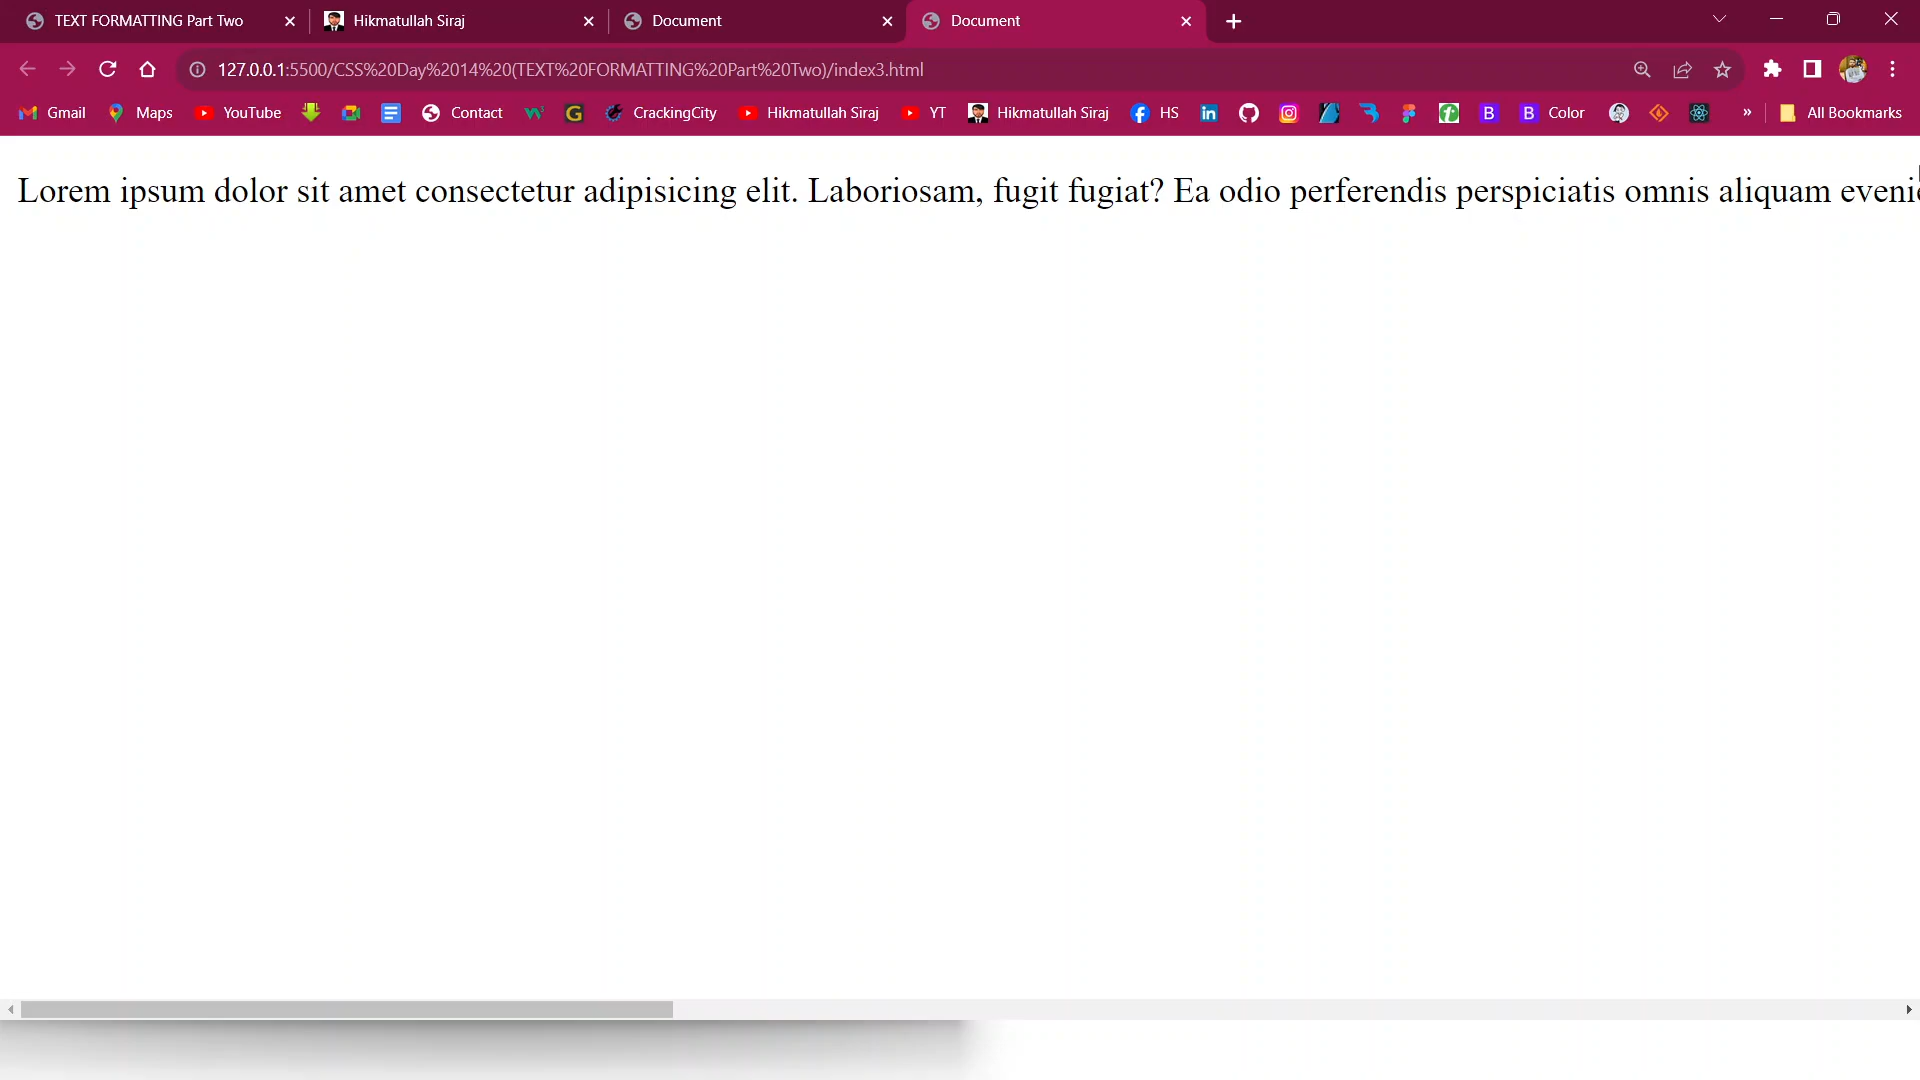 TEXT FORMATTING Part Two
Hikmatullah Siraj
Document
Document
127.0.0.1:5500/CSS%20Day%2014%20(TEXT%20FORMATTING%20Part%20Two)/index3.html
Gmail Maps YouTube Contact CrackingCity Hikmatullah Siraj YT Hikmatullah Siraj HS Color » All Bookmarks
Lorem ipsum dolor sit amet consectetur adipisicing elit. Laboriosam, fugit fugiat? Ea odio perferendis perspiciatis omnis aliquam